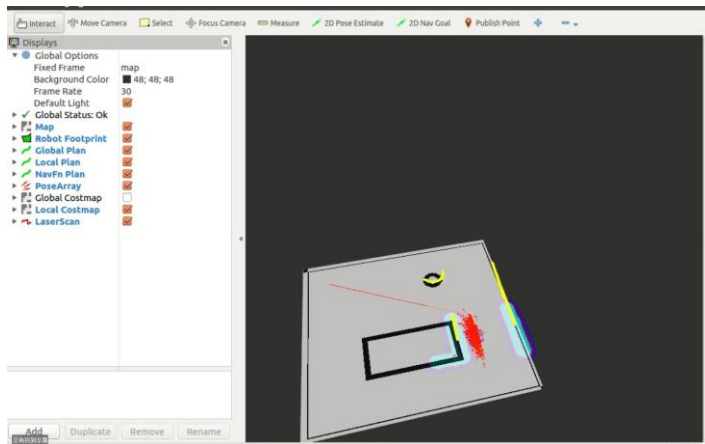 Interact Move Camera Select Focus Camera Measure 2D Pose Estimate 2D Nav Goal Publish Point
Displays
Global Options
Fixed Frame map
Background Color 48; 48; 48
Frame Rate 30
Default Light
Global Status: Ok
Map
Robot Footprint
Global Plan
Local Plan
NavFn Plan
PoseArray
Global Costmap
Local Costmap
LaserScan
Add Duplicate Remove Rename